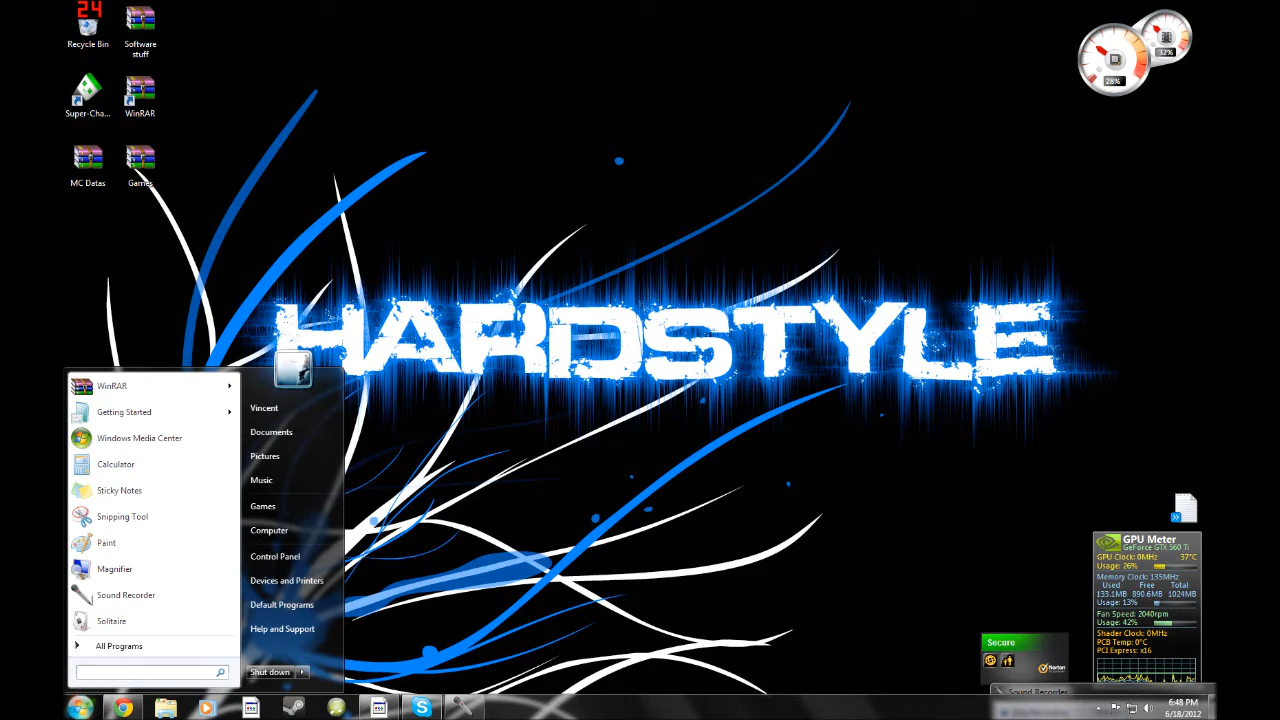 24
Recycle Bin
Software stuff
Super-Cha...
WinRAR
MC Datas
Games
28%
32%
HARDSTYLE
WinRAR
Getting Started
Windows Media Center
Calculator
Sticky Notes
Snipping Tool
Paint
Magnifier
Sound Recorder
Solitaire
All Programs
Vincent
Documents
Pictures
Music
Games
Computer
Control Panel
Devices and Printers
Default Programs
Help and Support
Shut down
GPU Meter
GeForce GTX 560 Ti
GPU Clock: 0MHz 37°C
Usage: 26%
Memory Clock: 135MHz
Used Free Total
133.1MB 890.6MB 1024MB
Usage: 13%
Fan Speed: 2040rpm
Usage: 42%
Shader Clock: 0MHz
PCB Temp: 0°C
PCI Express: x16
Secure
Norton
Sound Recorder
6:48 PM
6/18/2012